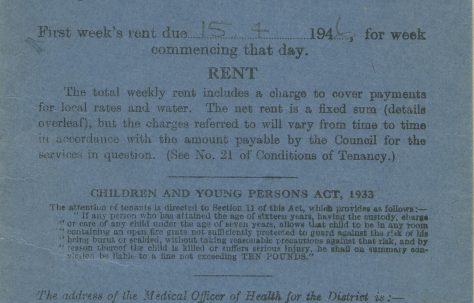 First week's rent due 15.4 1946, for week
commencing that day.
RENT
The total weekly rent includes a charge to cover payments
for local rates and water. The net rent is a fixed sum (details
overleaf), but the charges referred to will vary from time to time
in accordance with the amount payable by the Council for the
services in question. (See No. 21 of Conditions of Tenancy.)
CHILDREN AND YOUNG PERSONS ACT, 1933
The attention of tenants is directed to Section 11 of this Act, which provides as follows:—
" If any person who has attained the age of sixteen years, having the custody, charge
" or care of any child under the age of seven years, allows that child to be in any room
" containing an open fire grate not sufficiently protected to guard against the risk of his
" being burnt or scalded, without taking reasonable precautions against that risk, and by
" reason thereof the child is killed or suffers serious injury, he shall on summary con-
" viction be liable to a fine not exceeding TEN POUNDS."
The address of the Medical Officer of Health for the District is :—